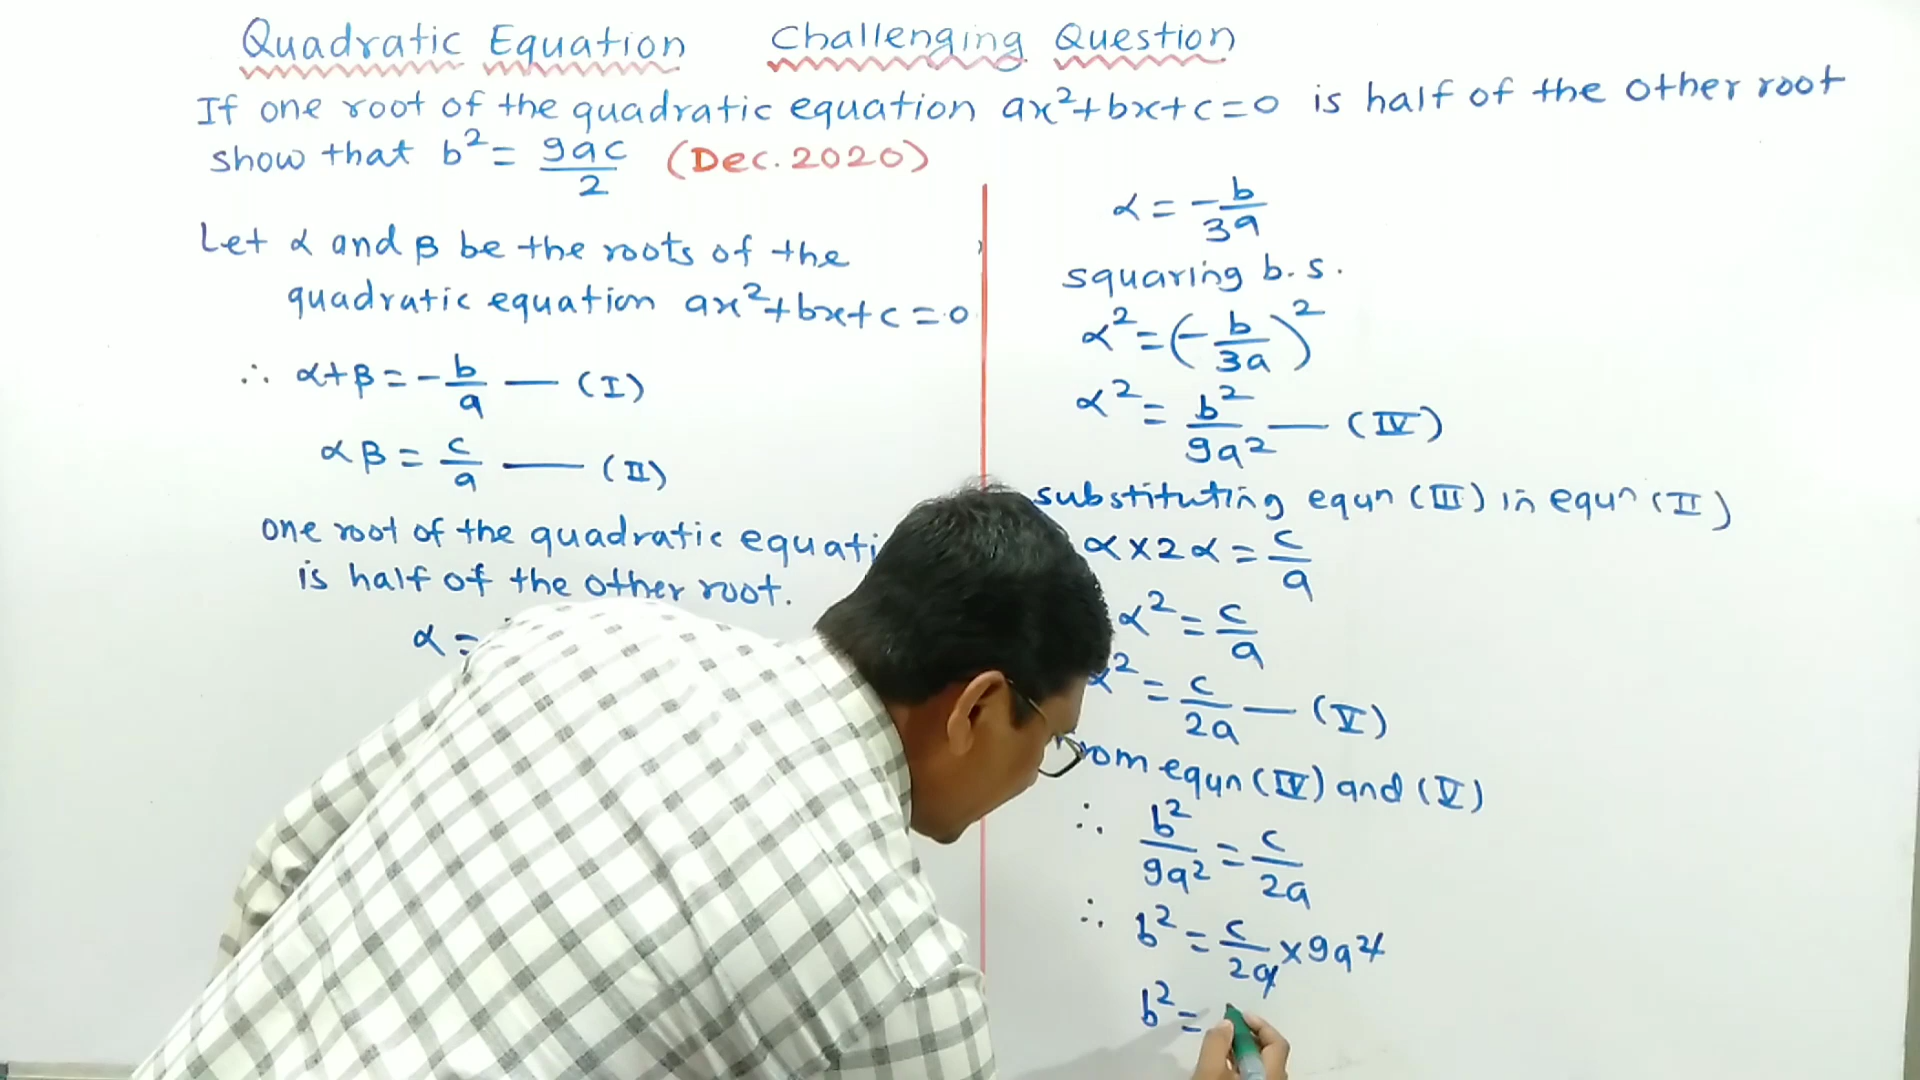 Quadratic Equation Challenging Question
If one root of the quadratic equation ax²+bx+c=0 is half of the other root
show that b² = 9ac/2 (Dec.2020)
Let α and β be the roots of the
quadratic equation ax²+bx+c=0
∴ α+β = -b/a — (I)
αβ = c/a — (II)
one root of the quadratic equati
is half of the other root.
α =
α = -b/3a
squaring b.s.
α² = (-b/3a)²
α² = b²/9a² — (IV)
substituting equn (III) in equn (II)
α×2α = c/a
α² = c/a
α² = c/2a — (V)
rom equn (IV) and (V)
∴ b²/9a² = c/2a
∴ b² = c/2a × 9a²
b² =